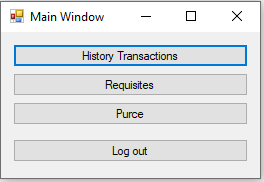 Main Window
History Transactions
Requisites
Purce
Log out